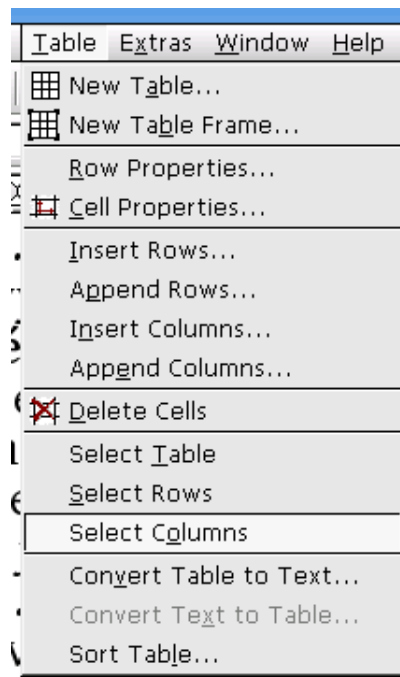 Table Extras Window Help
New Table...
New Table Frame...
Row Properties...
Cell Properties...
Insert Rows...
Append Rows...
Insert Columns...
Append Columns...
Delete Cells
Select Table
Select Rows
Select Columns
Convert Table to Text...
Convert Text to Table...
Sort Table...